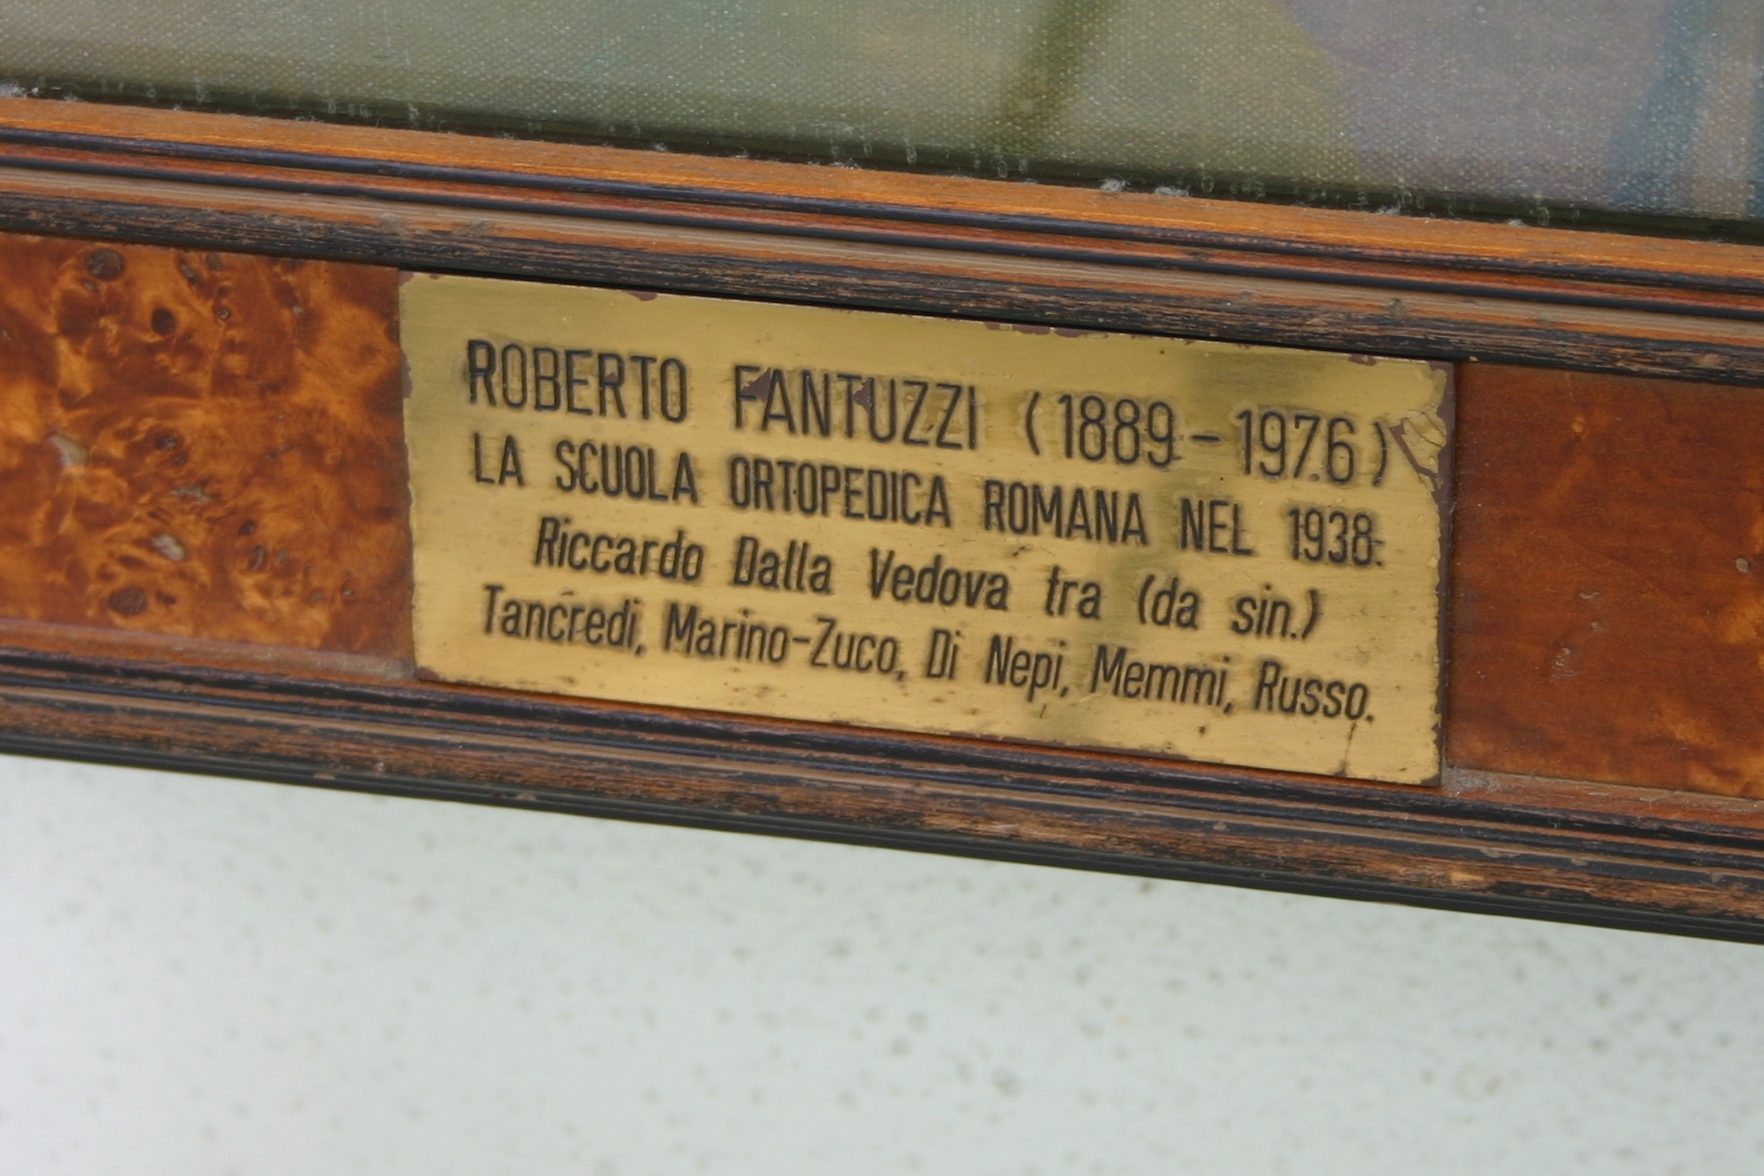 ROBERTO FANTUZZI (1889-1976)
LA SCUOLA ORTOPEDICA ROMANA NEL 1938:
Riccardo Dalla Vedova tra (da sin.)
Tancredi, Marino-Zuco, Di Nepi, Memmi, Russo.